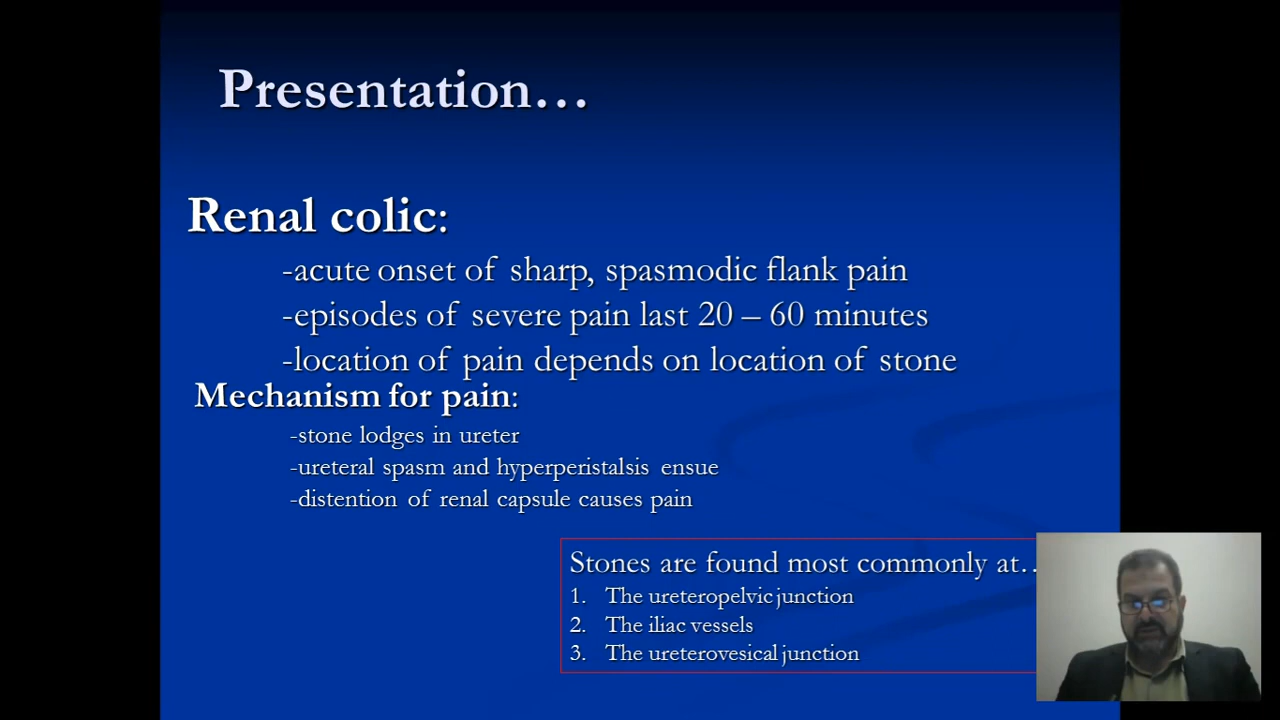 Presentation…
Renal colic:
-acute onset of sharp, spasmodic flank pain
-episodes of severe pain last 20 – 60 minutes
-location of pain depends on location of stone
Mechanism for pain:
-stone lodges in ureter
-ureteral spasm and hyperperistalsis ensue
-distention of renal capsule causes pain
Stones are found most commonly at…
1. The ureteropelvic junction
2. The iliac vessels
3. The ureterovesical junction